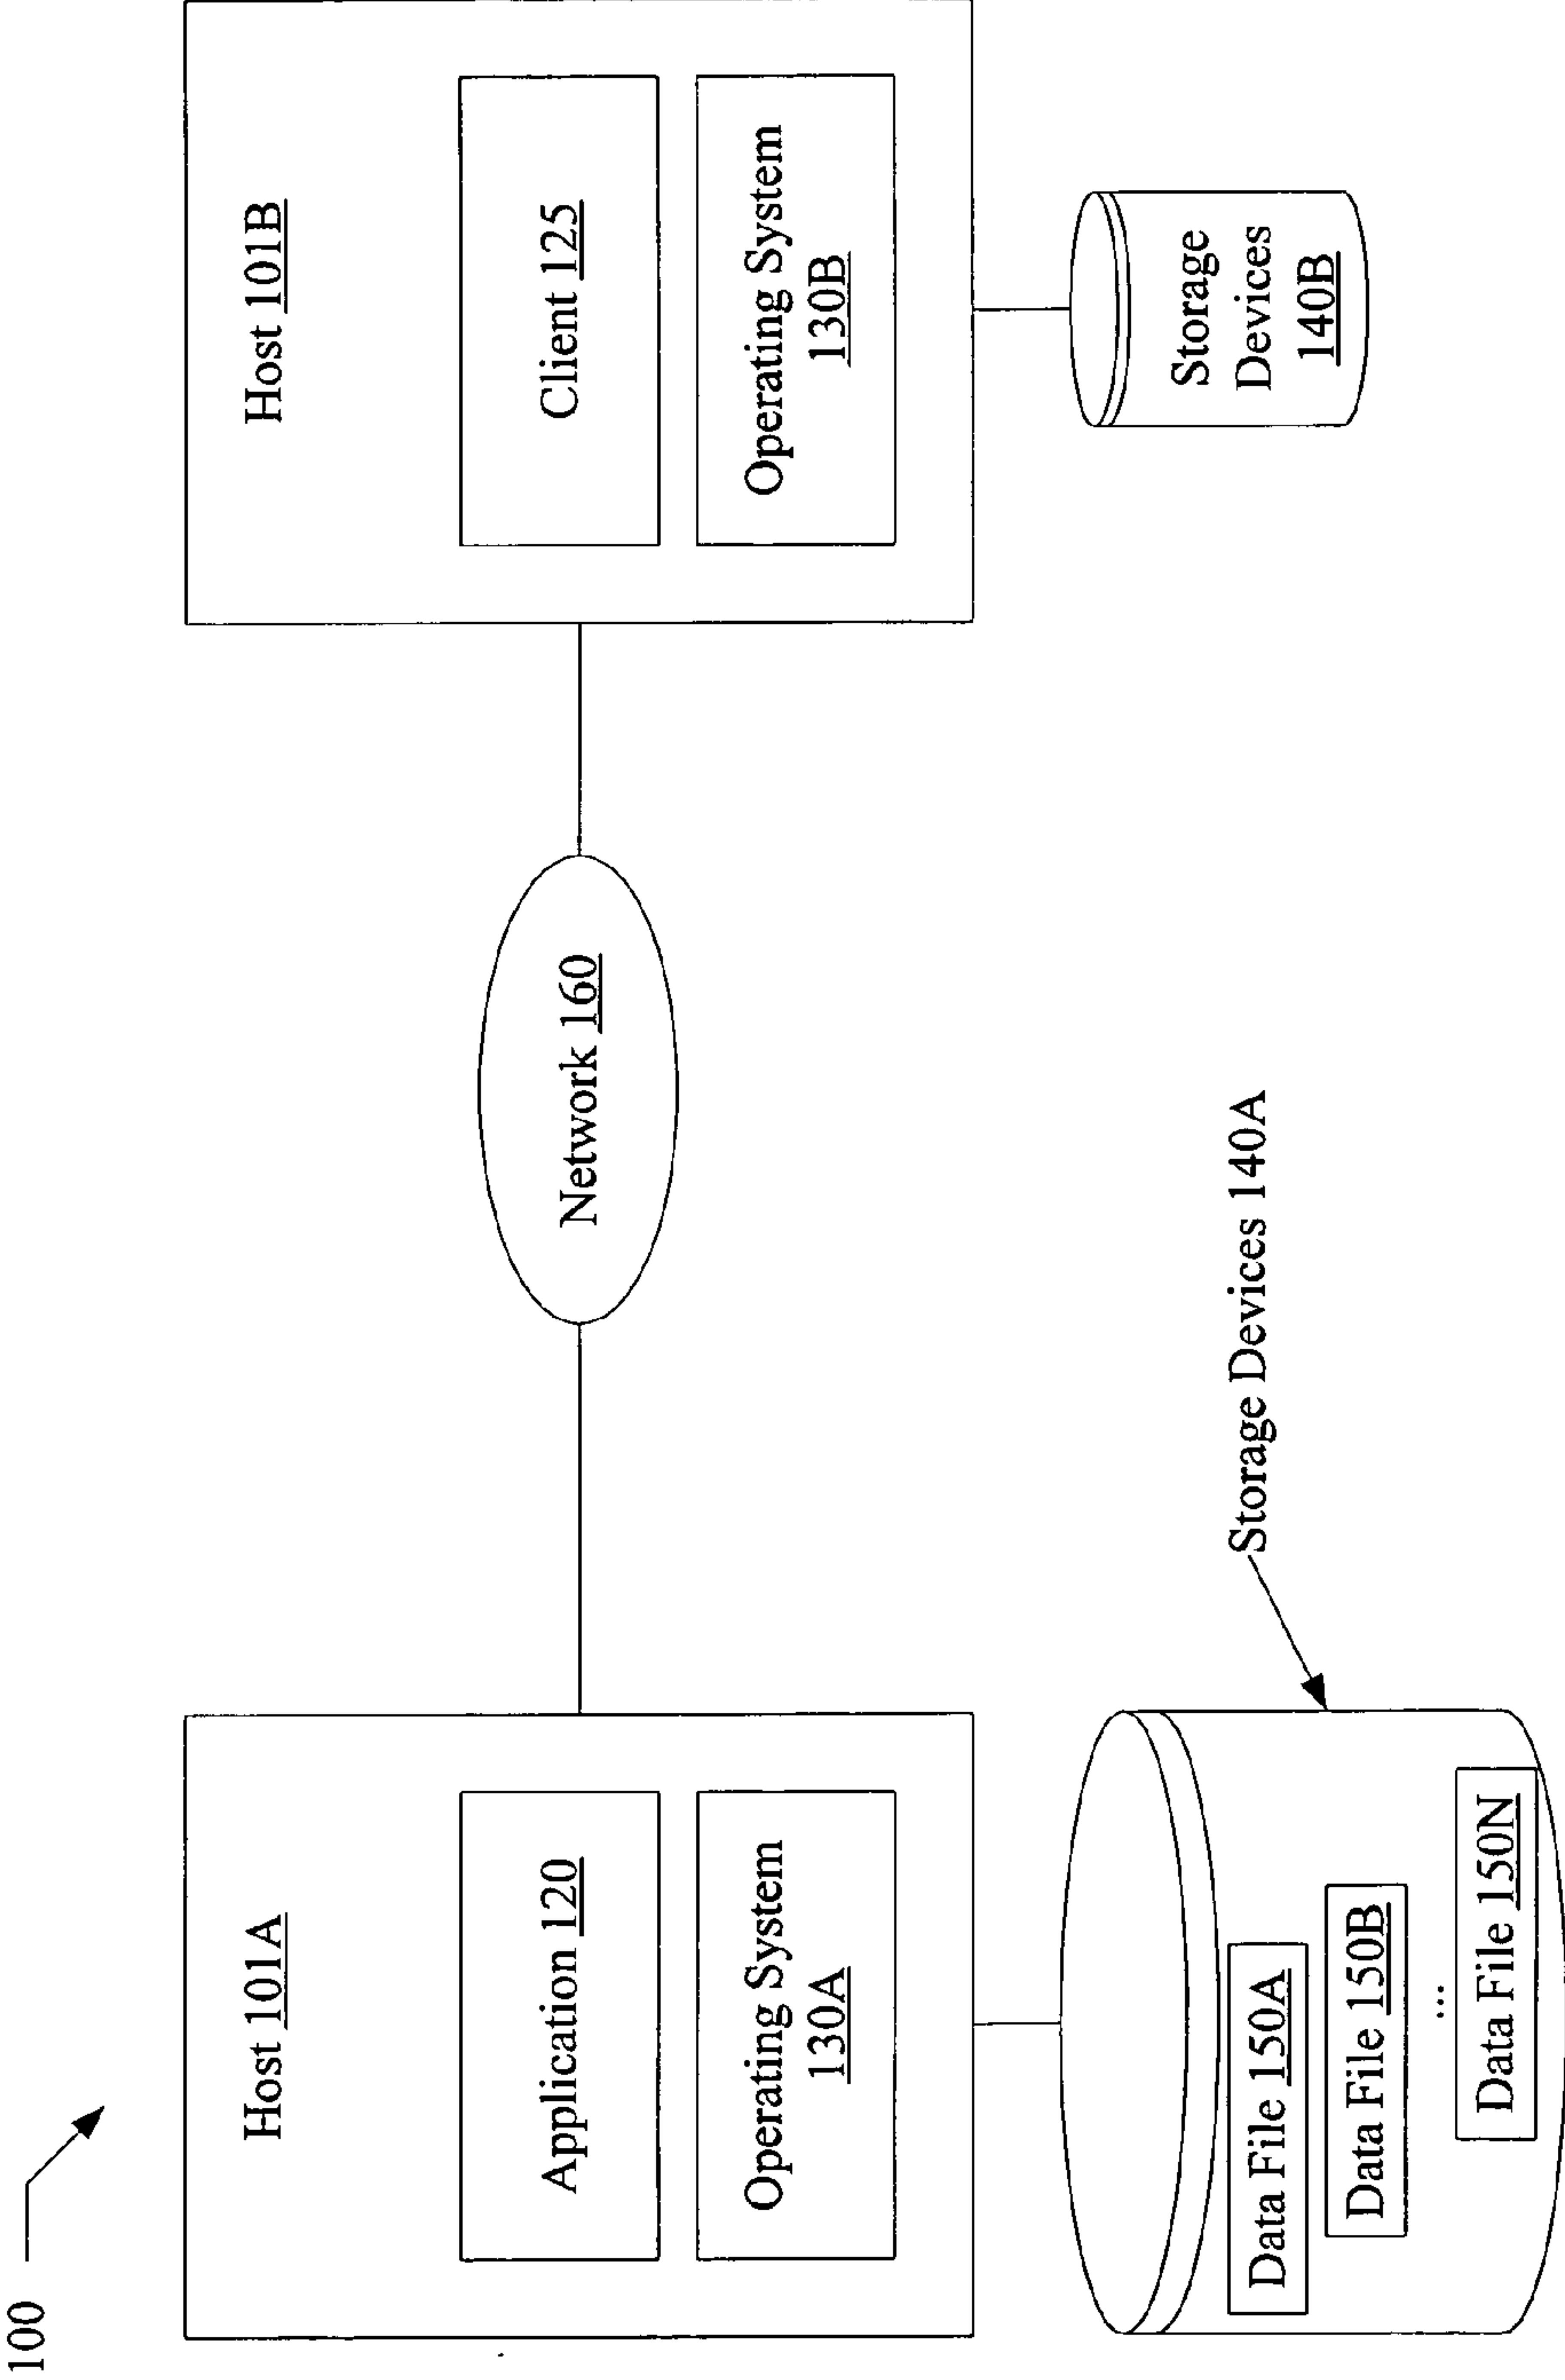 100
Host 101A
Application 120
Operating System
130A
Network 160
Host 101B
Client 125
Operating System
130B
Storage Devices 140A
Data File 150A
Data File 150B
...
Data File 150N
Storage
Devices
140B